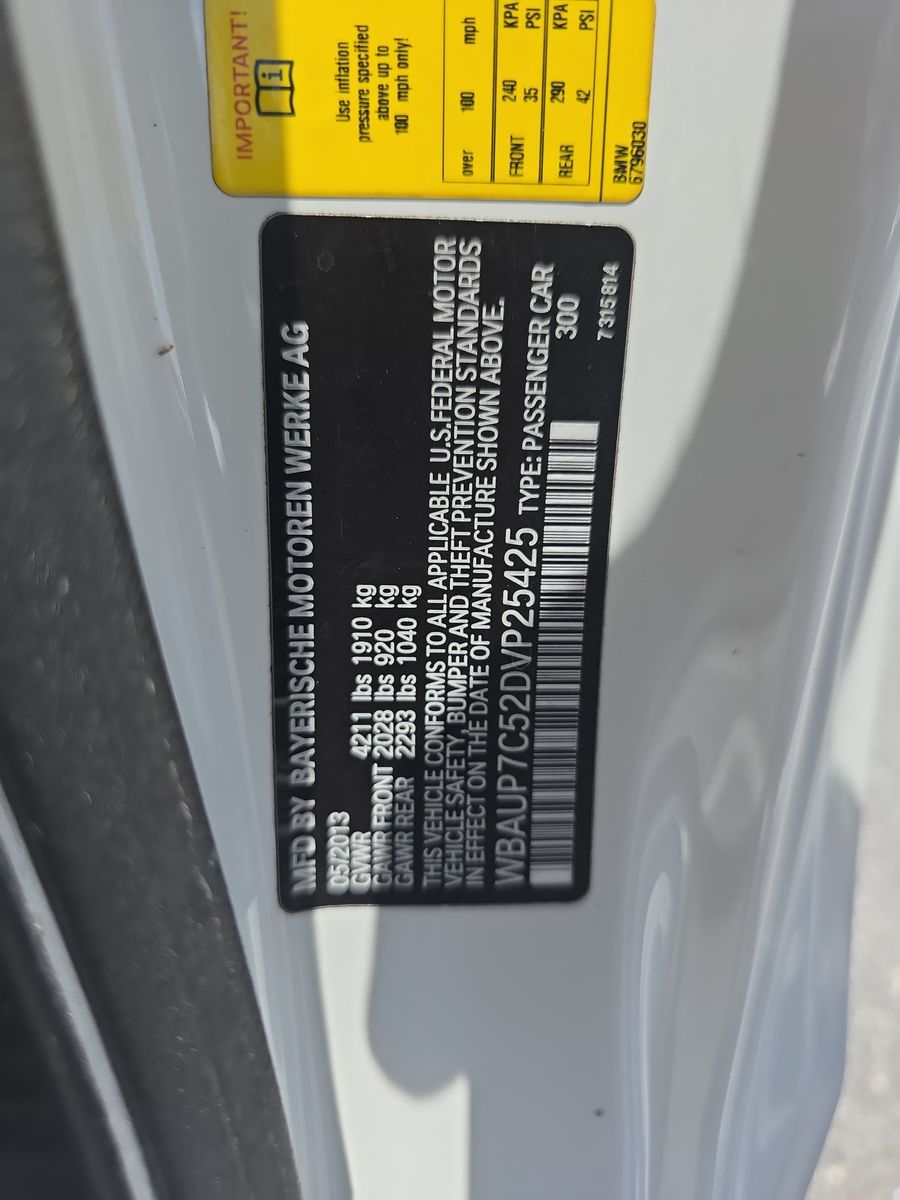 MFD BY BAYERISCHE MOTOREN WERKE AG
05/2013
GVWR 4211 lbs 1910 kg
GAWR FRONT 2028 lbs 920 kg
GAWR REAR 2293 lbs 1040 kg
THIS VEHICLE CONFORMS TO ALL APPLICABLE U.S.FEDERAL MOTOR
VEHICLE SAFETY, BUMPER AND THEFT PREVENTION STANDARDS
IN EFFECT ON THE DATE OF MANUFACTURE SHOWN ABOVE.
WBAUP7C52DVP25425 TYPE: PASSENGER CAR
300
7315814
IMPORTANT!
Use inflation
pressure specified
above up to
100 mph only!
over 100 mph
FRONT 240 KPA
35 PSI
REAR 290 KPA
42 PSI
BMW
6796030